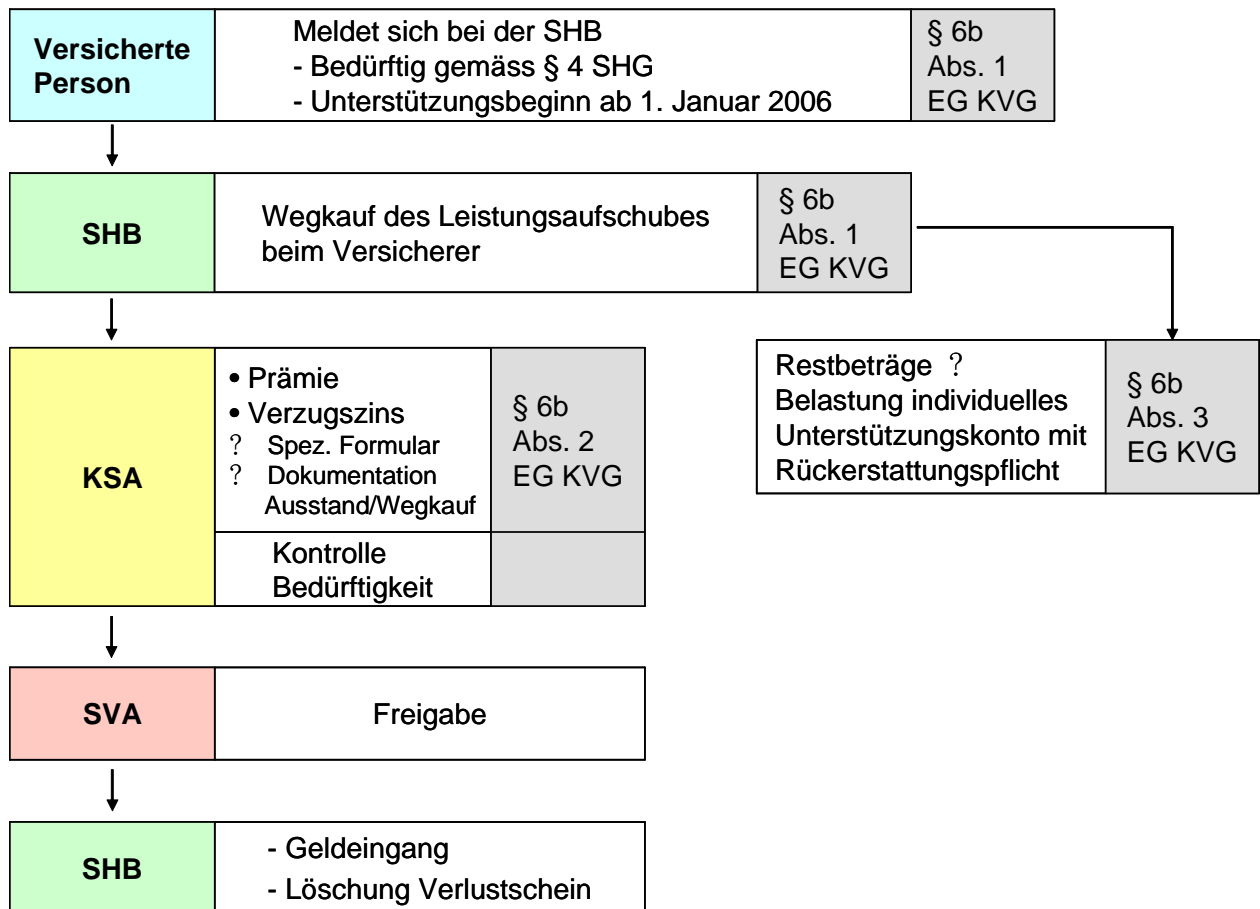 Versicherte
Person
Meldet sich bei der SHB
- Bedürftig gemäss § 4 SHG
- Unterstützungsbeginn ab 1. Januar 2006
§ 6b
Abs. 1
EG KVG
SHB
Wegkauf des Leistungsaufschubes
beim Versicherer
§ 6b
Abs. 1
EG KVG
KSA
• Prämie
• Verzugszins
? Spez. Formular
? Dokumentation
Ausstand/Wegkauf
§ 6b
Abs. 2
EG KVG
Kontrolle
Bedürftigkeit
Restbeträge ?
Belastung individuelles
Unterstützungskonto mit
Rückerstattungspflicht
§ 6b
Abs. 3
EG KVG
SVA
Freigabe
SHB
- Geldeingang
- Löschung Verlustschein